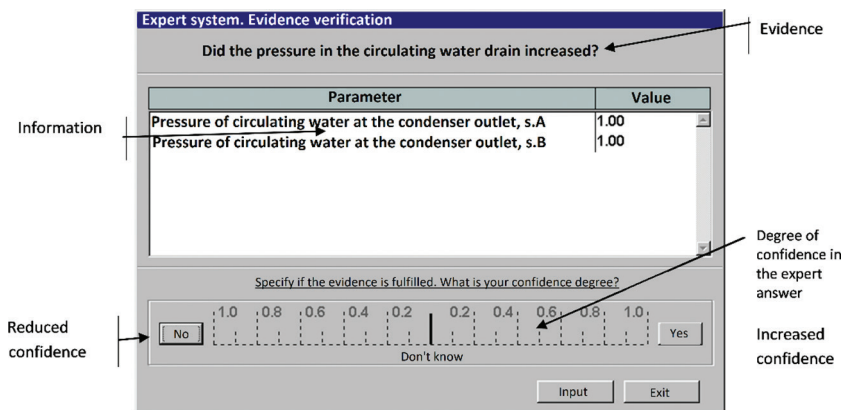 Expert system. Evidence verification
Did the pressure in the circulating water drain increased?
Evidence
Parameter Value
Pressure of circulating water at the condenser outlet, s.A 1.00
Pressure of circulating water at the condenser outlet, s.B 1.00
Information
Degree of
confidence in
the expert
answer
Specify if the evidence is fulfilled. What is your confidence degree?
Reduced
confidence
No
1.0 0.8 0.6 0.4 0.2 0.2 0.4 0.6 0.8 1.0
Don't know
Yes
Increased
confidence
Input Exit